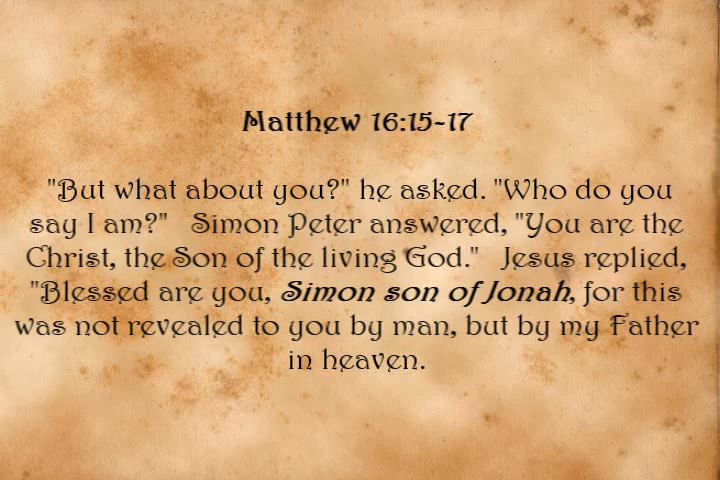 Matthew 16:15-17
"But what about you?" he asked. "Who do you
say I am?"   Simon Peter answered, "You are the
Christ, the Son of the living God."   Jesus replied,
"Blessed are you, Simon son of Jonah, for this
was not revealed to you by man, but by my Father
in heaven.